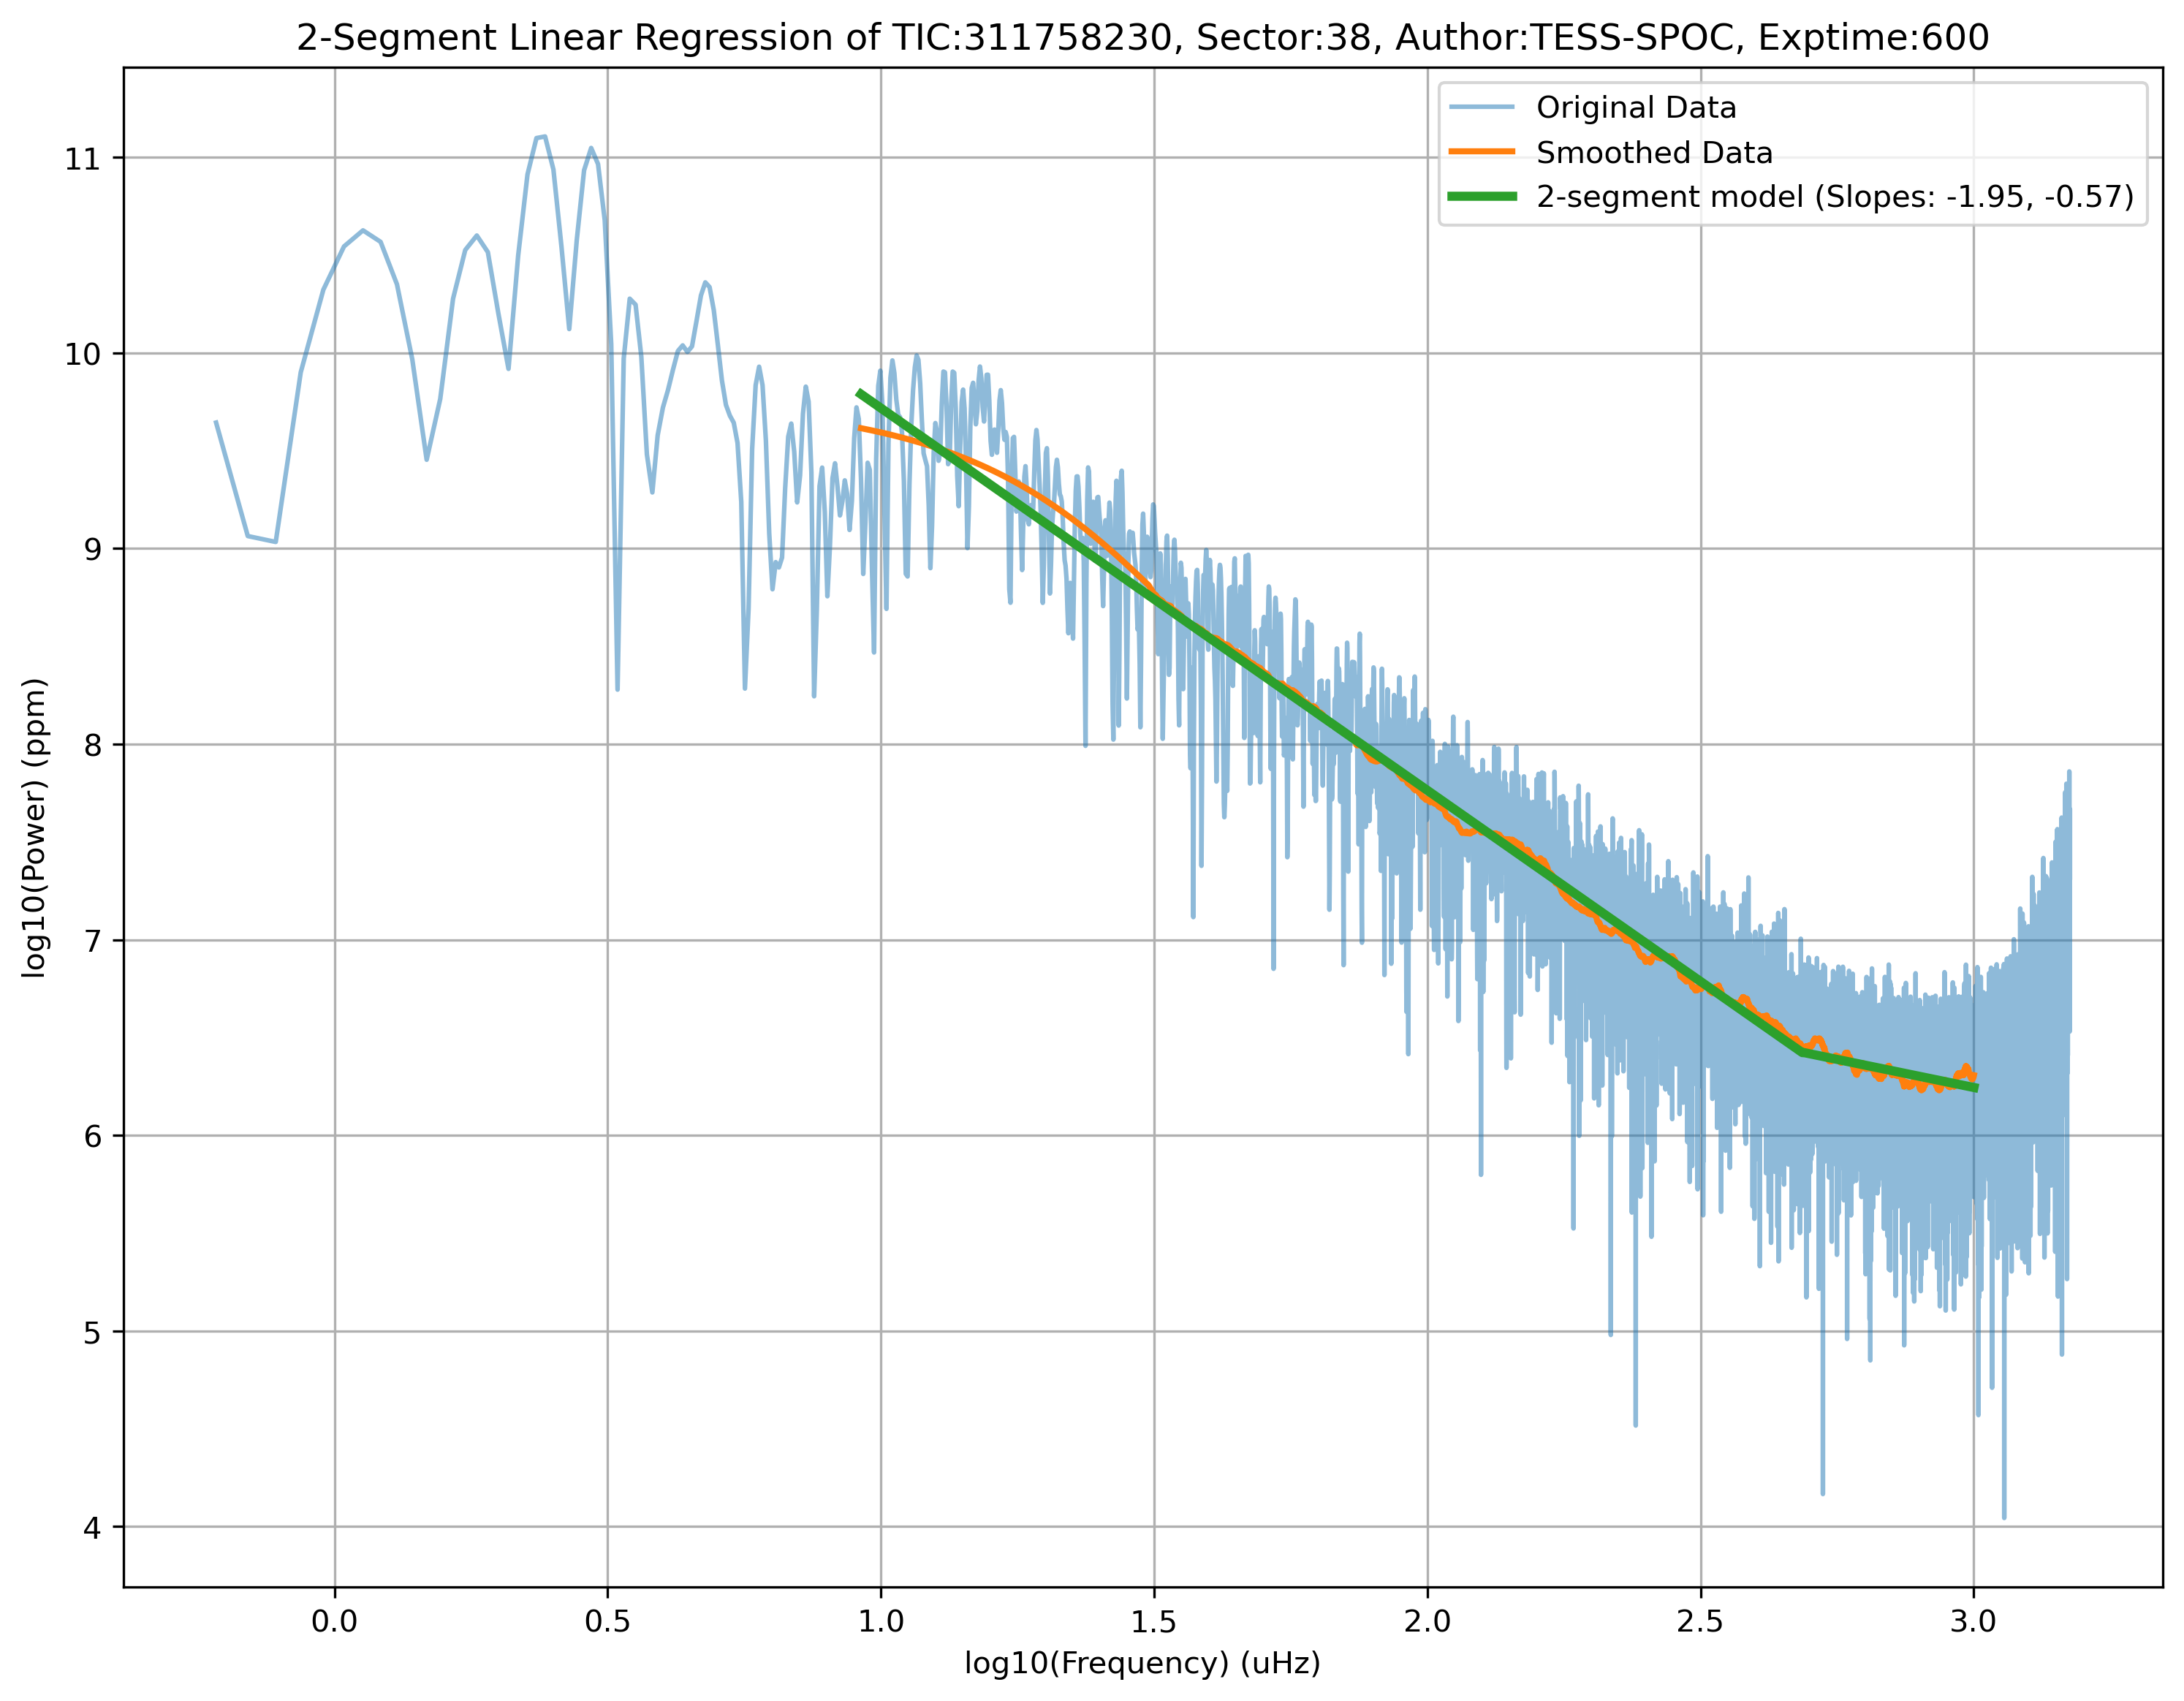 2-Segment Linear Regression of TIC:311758230, Sector:38, Author:TESS-SPOC, Exptime:600
Original Data
Smoothed Data
2-segment model (Slopes: -1.95, -0.57)
11
10
9
8
7
6
5
4
log10(Power) (ppm)
0.0 0.5 1.0 1.5 2.0 2.5 3.0
log10(Frequency) (uHz)